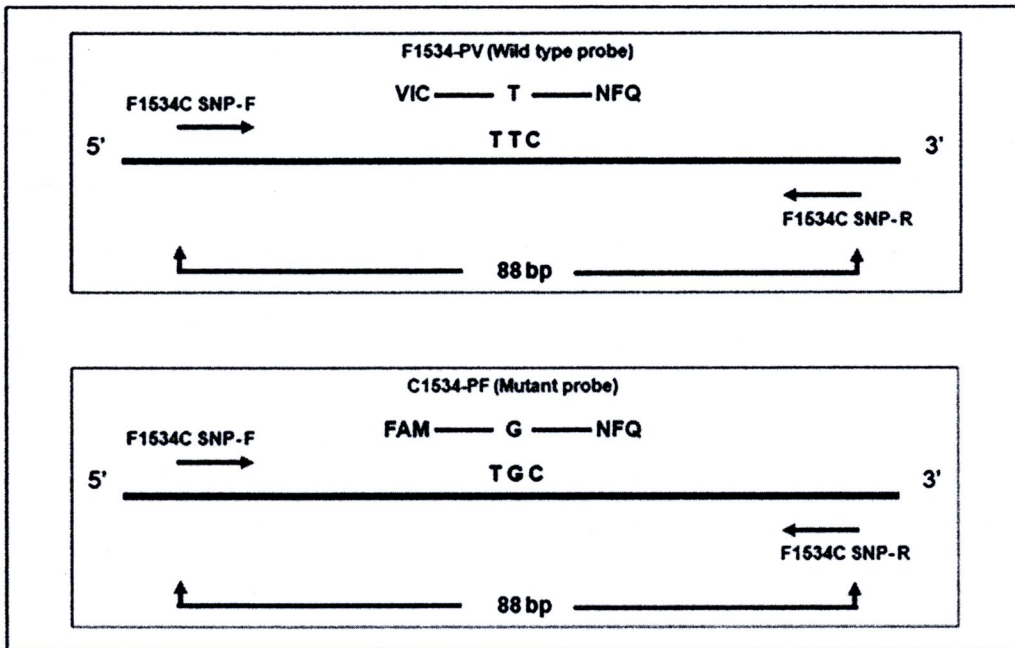 F1534-PV (Wild type probe)
VIC T NFQ
F1534C SNP-F
TTC
5' 3'
F1534C SNP-R
88 bp
C1534-PF (Mutant probe)
FAM G NFQ
F1534C SNP-F
TGC
5' 3'
F1534C SNP-R
88 bp